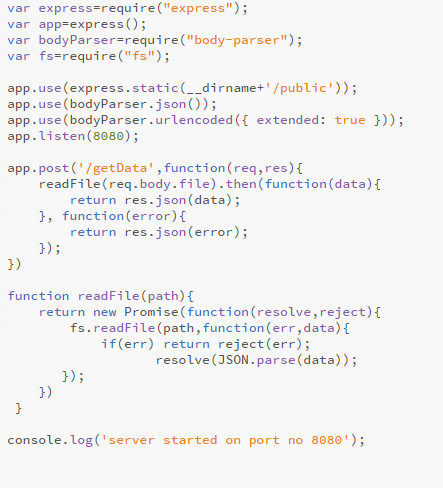 var express=require("express");
var app=express();
var bodyParser=require("body-parser");
var fs=require("fs");

app.use(express.static(__dirname+'/public'));
app.use(bodyParser.json());
app.use(bodyParser.urlencoded({ extended: true }));
app.listen(8080);

app.post('/getData',function(req,res){
    readFile(req.body.file).then(function(data){
        return res.json(data);
    }, function(error){
        return res.json(error);
    });
})

function readFile(path){
    return new Promise(function(resolve,reject){
        fs.readFile(path,function(err,data){
            if(err) return reject(err);
                   resolve(JSON.parse(data));
       });
    })
 }

console.log('server started on port no 8080');